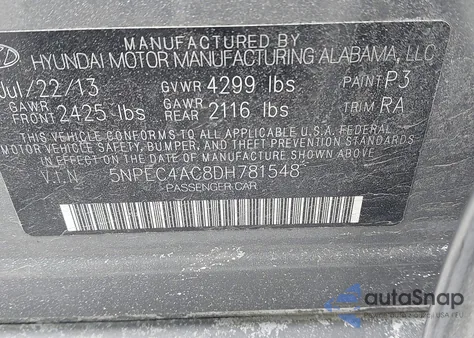 MANUFACTURED BY
HYUNDAI MOTOR MANUFACTURING ALABAMA, LLC
Jul/22/13 GVWR 4299 lbs PAINT P3
GAWR FRONT 2425 lbs GAWR REAR 2116 lbs TRIM RA
THIS VEHICLE CONFORMS TO ALL APPLICABLE U.S.A. FEDERAL
MOTOR VEHICLE SAFETY, BUMPER, AND THEFT PREVENTION STANDARDS
IN EFFECT ON THE DATE OF MANUFACTURE SHOWN ABOVE.
V.I.N. 5NPEC4AC8DH781548
PASSENGER CAR
autoSnap